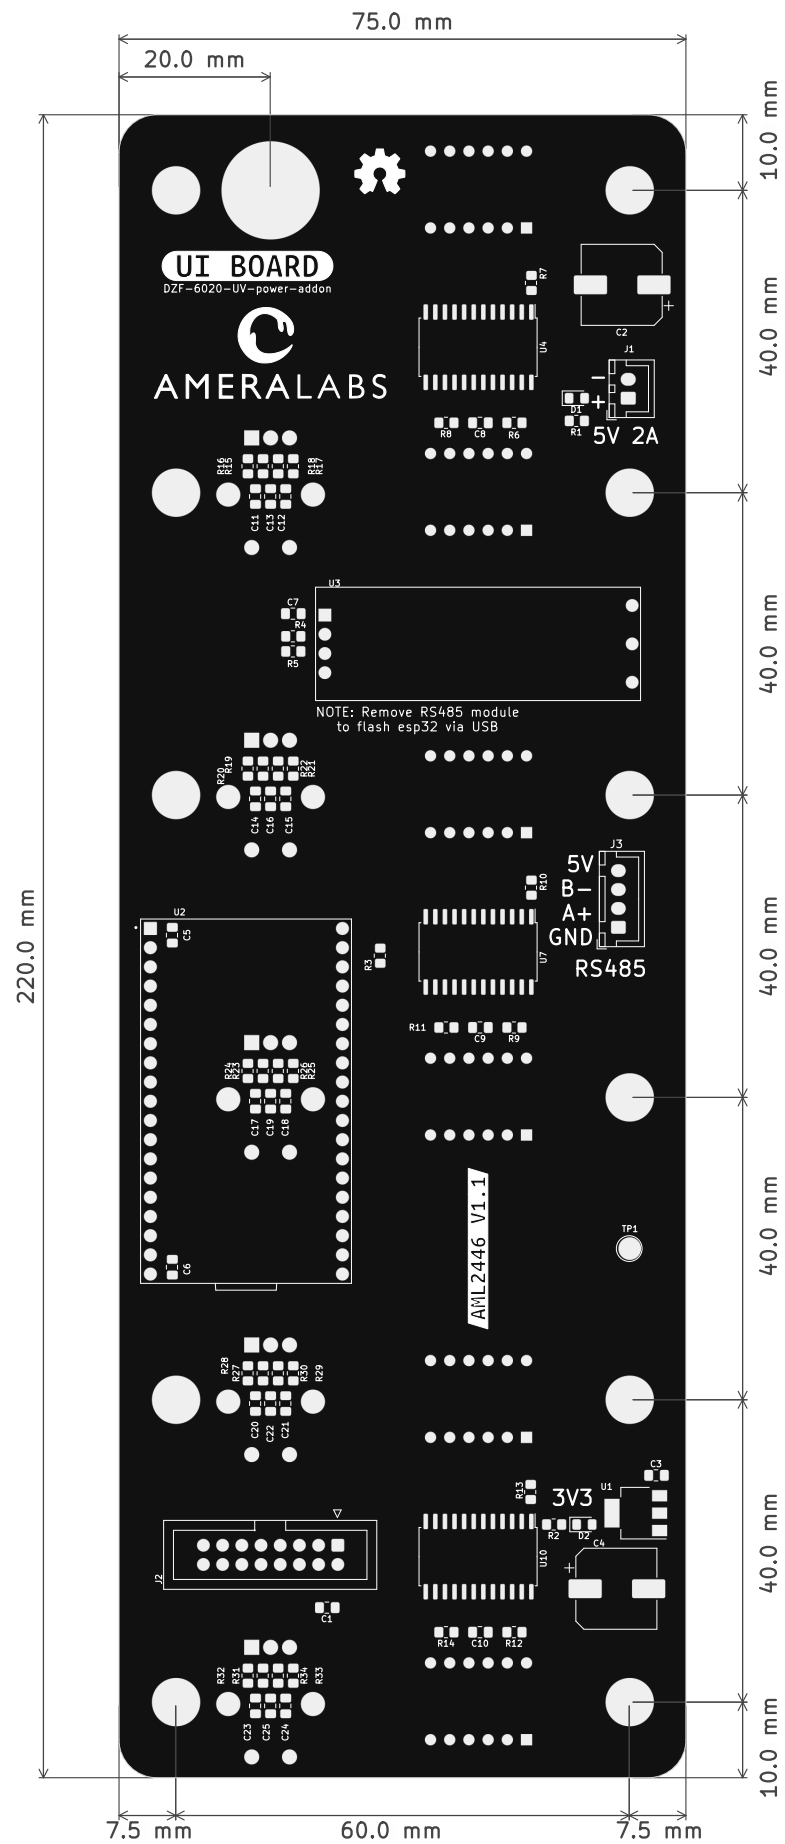 75.0 mm
20.0 mm
10.0 mm
UI BOARD
DZF-6020-UV-power-addon
R7
C2
+
40.0 mm
AMERALABS
U4
J1
−
+
D1
R1
5V 2A
R8
C8
R6
R16
R15
R18
R17
C11
C13
C12
U3
C7
R4
R5
40.0 mm
NOTE: Remove RS485 module
to flash esp32 via USB
R20
R19
R22
R21
C14
C16
C15
J3
5V
B−
A+
GND
RS485
R10
U2
C5
R3
U7
220.0 mm
40.0 mm
R11
C9
R9
R24
R23
R26
R25
C17
C19
C18
AML2446 V1.1
TP1
40.0 mm
C6
R28
R27
R30
R29
C20
C22
C21
C3
U1
R13
3V3
R2
D2
C4
+
U10
40.0 mm
J2
C1
R14
C10
R12
R32
R31
R34
R33
C23
C25
C24
10.0 mm
7.5 mm
60.0 mm
7.5 mm